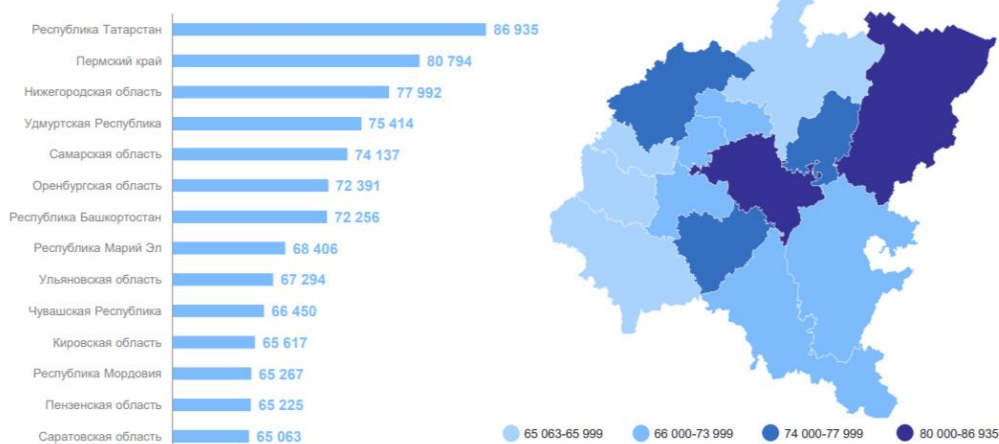 Республика Татарстан 86 935
Пермский край 80 794
Нижегородская область 77 992
Удмуртская Республика 75 414
Самарская область 74 137
Оренбургская область 72 391
Республика Башкортостан 72 256
Республика Марий Эл 68 406
Ульяновская область 67 294
Чувашская Республика 66 450
Кировская область 65 617
Республика Мордовия 65 267
Пензенская область 65 225
Саратовская область 65 063
65 063-65 999 66 000-73 999 74 000-77 999 80 000-86 935